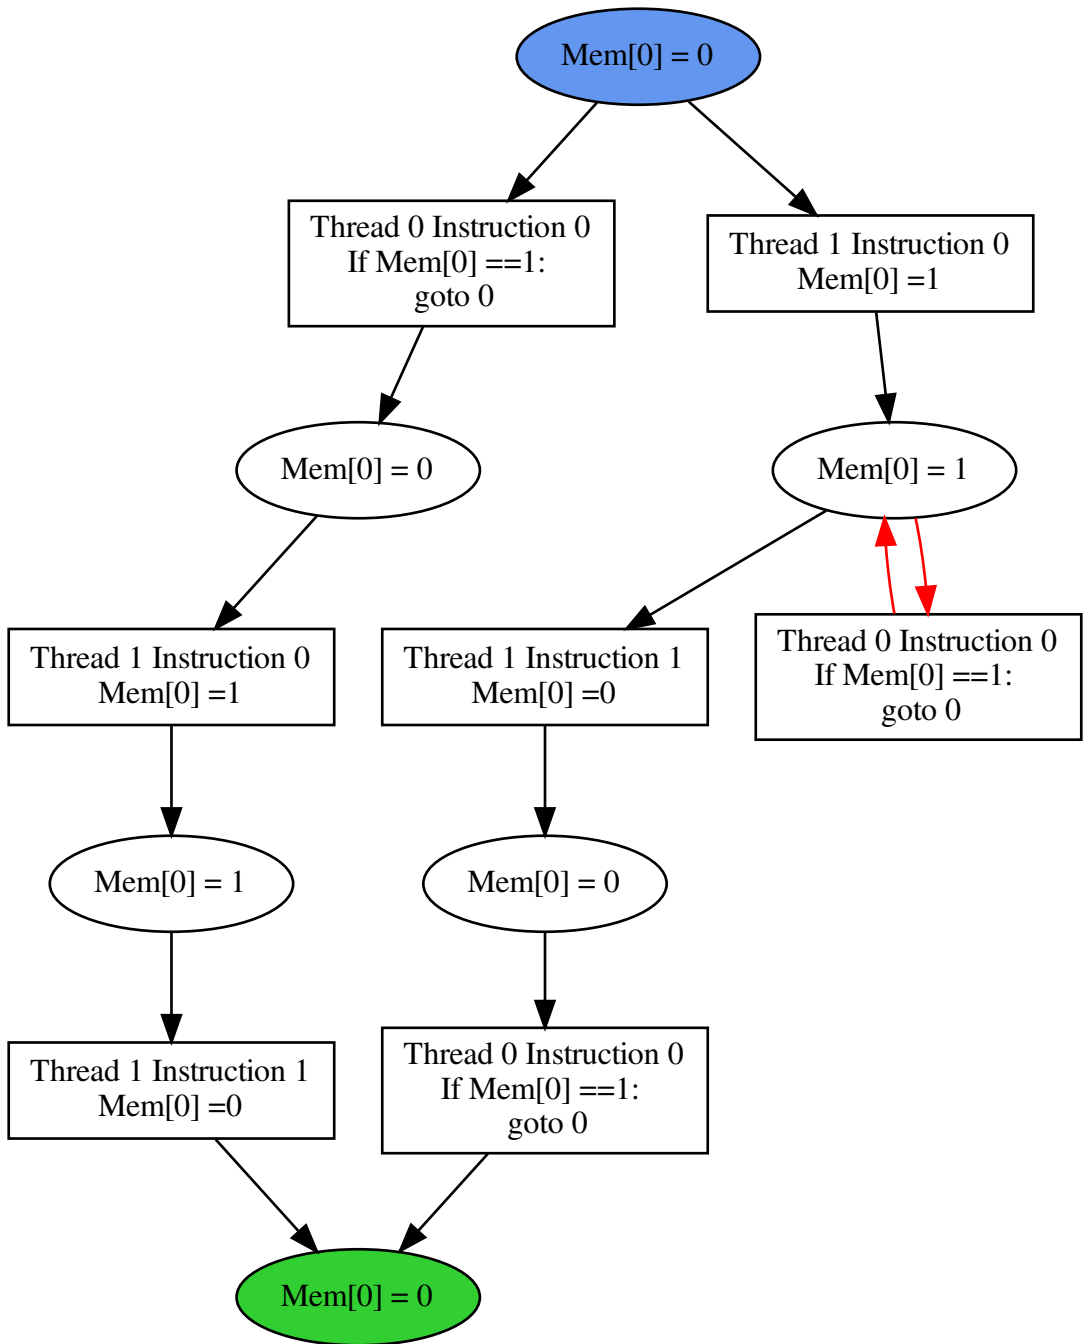 Mem[0] = 0
Thread 0 Instruction 0
If Mem[0] ==1:
goto 0
Thread 1 Instruction 0
Mem[0] =1
Mem[0] = 0
Mem[0] = 1
Thread 1 Instruction 0
Mem[0] =1
Thread 1 Instruction 1
Mem[0] =0
Thread 0 Instruction 0
If Mem[0] ==1:
goto 0
Mem[0] = 1
Mem[0] = 0
Thread 1 Instruction 1
Mem[0] =0
Thread 0 Instruction 0
If Mem[0] ==1:
goto 0
Mem[0] = 0